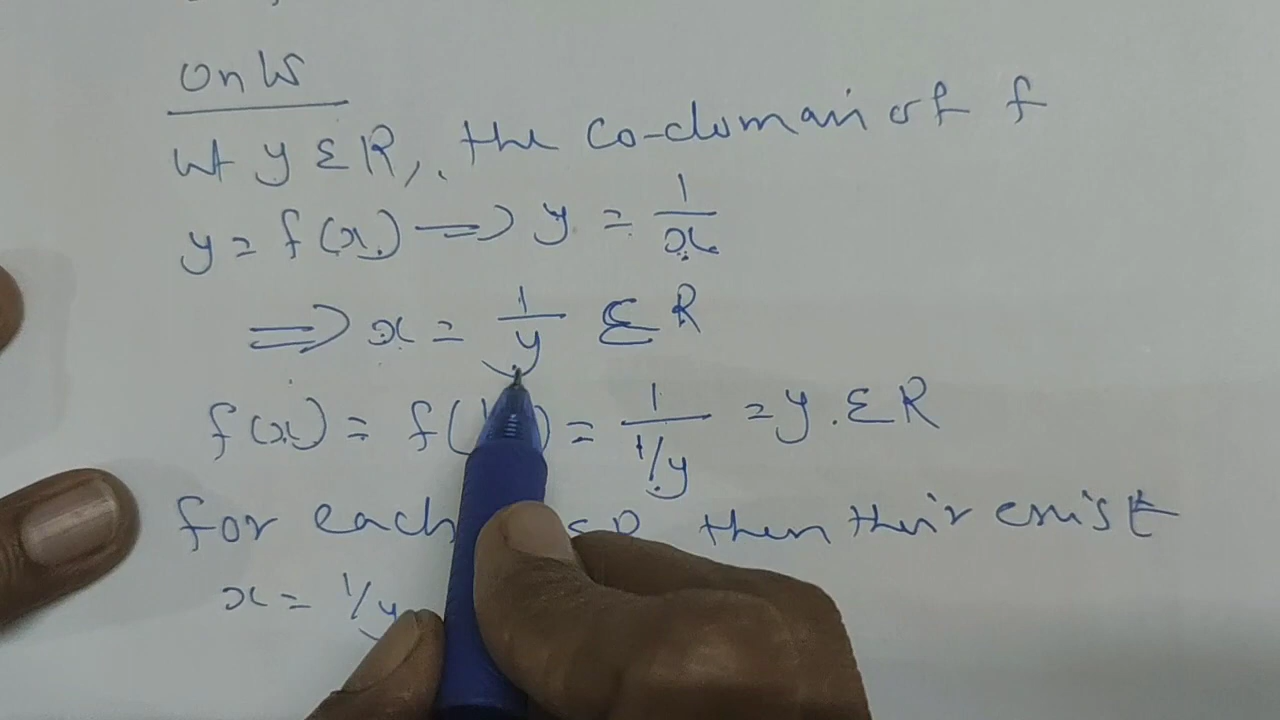 onto
let y ε R, the co-domain of f
y = f(x) ⟹ y = 1/x
⟹ x = 1/y ε R
f(x) = f( ) = 1/1/y = y. ε R
for each ε R then their exist
x = 1/y